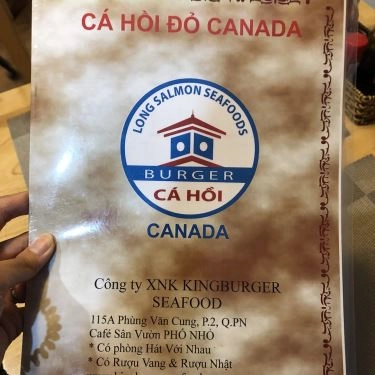 CÁ HỒI ĐỎ CANADA
LONG SALMON SEAFOODS
BURGER
CÁ HỒI
CANADA
Công ty XNK KINGBURGER
SEAFOOD
115A Phùng Văn Cung, P.2, Q.PN
Café Sân Vườn PHỐ NHỎ
* Có phòng Hát Với Nhau
* Có Rượu Vang & Rượu Nhật